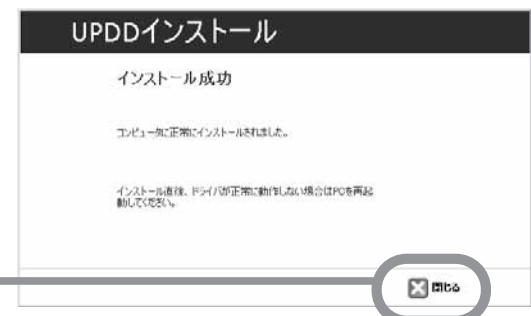 UPDDインストール
インストール成功
コンピュータに正常にインストールされました。
インストール直後、ドライバが正常に動作しない場合はPCを再起
動してください。
閉じる